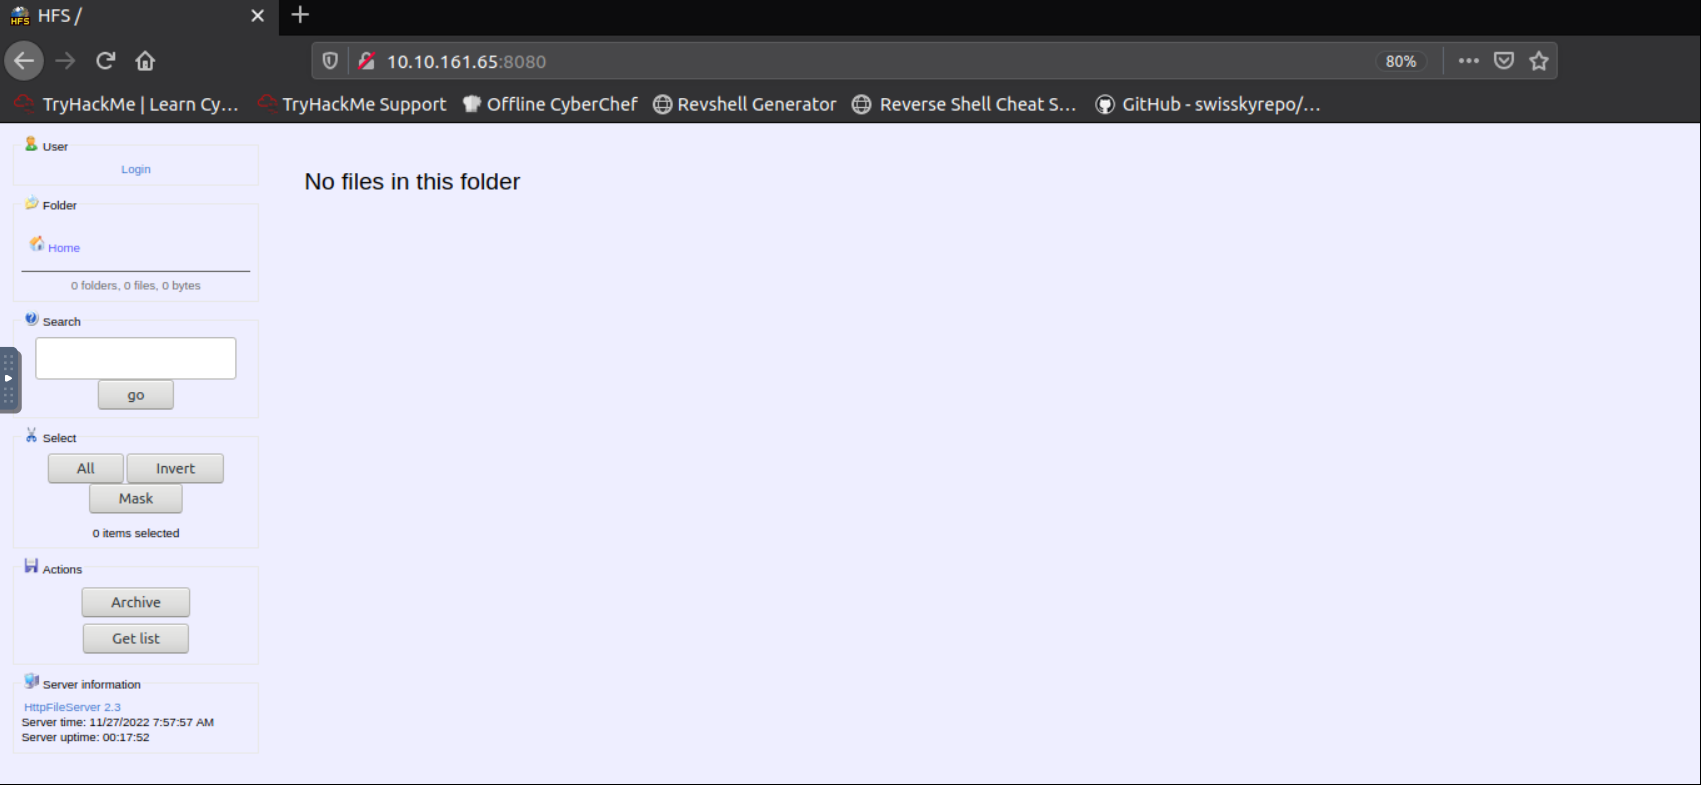 HFS /
10.10.161.65:8080
80%
TryHackMe | Learn Cy…
TryHackMe Support
Offline CyberChef
Revshell Generator
Reverse Shell Cheat S…
GitHub - swisskyrepo/…
User
Login
Folder
Home
0 folders, 0 files, 0 bytes
Search
go
Select
All
Invert
Mask
0 items selected
Actions
Archive
Get list
Server information
HttpFileServer 2.3
Server time: 11/27/2022 7:57:57 AM
Server uptime: 00:17:52
No files in this folder